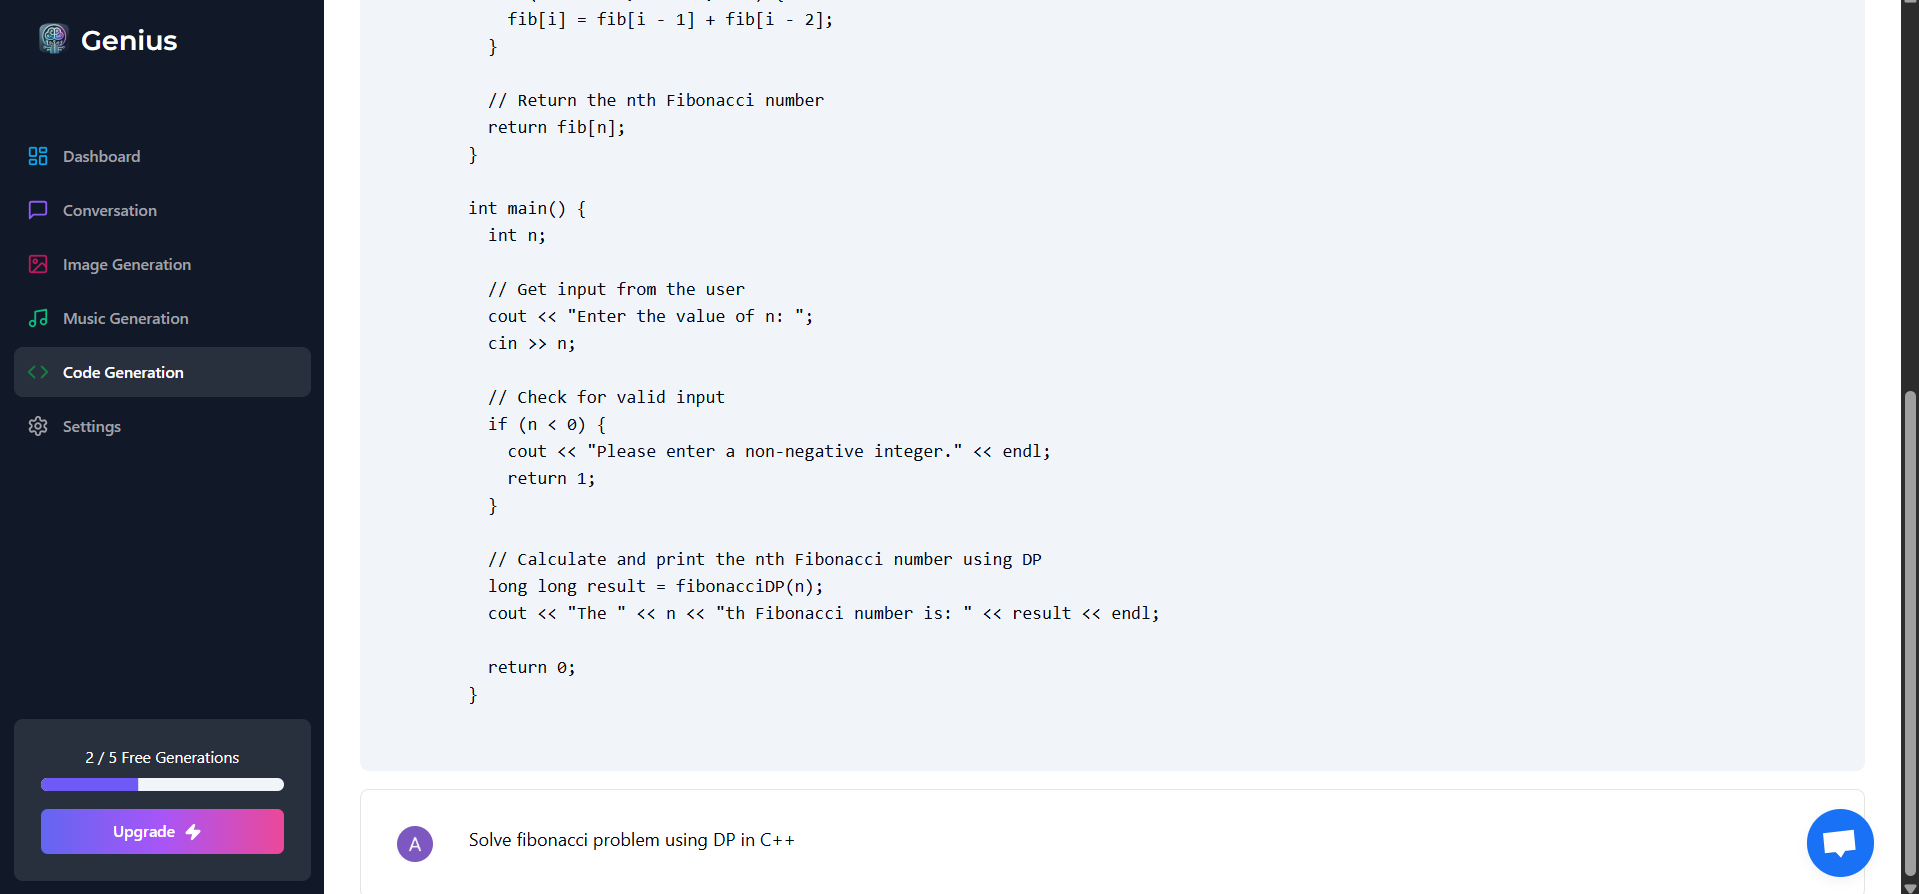 Genius
Dashboard
Conversation
Image Generation
Music Generation
Code Generation
Settings
2 / 5 Free Generations
Upgrade
fib[i] = fib[i - 1] + fib[i - 2];
}
// Return the nth Fibonacci number
return fib[n];
}
int main() {
int n;
// Get input from the user
cout << "Enter the value of n: ";
cin >> n;
// Check for valid input
if (n < 0) {
cout << "Please enter a non-negative integer." << endl;
return 1;
}
// Calculate and print the nth Fibonacci number using DP
long long result = fibonacciDP(n);
cout << "The " << n << "th Fibonacci number is: " << result << endl;
return 0;
}
A
Solve fibonacci problem using DP in C++